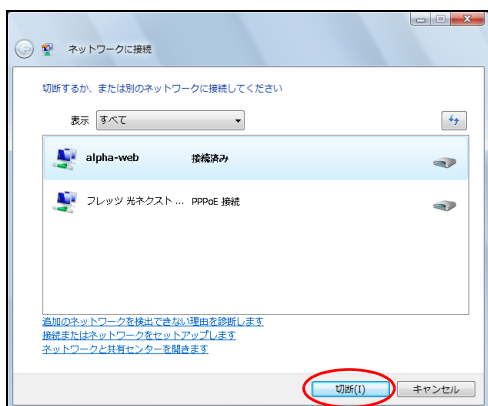 ネットワークに接続
切断するか、または別のネットワークに接続してください
表示 すべて
alpha-web 接続済み
フレッツ 光ネクスト ... PPPoE 接続
追加のネットワークを検出できない理由を診断します
接続またはネットワークをセットアップします
ネットワークと共有センターを開きます
切断(I) キャンセル